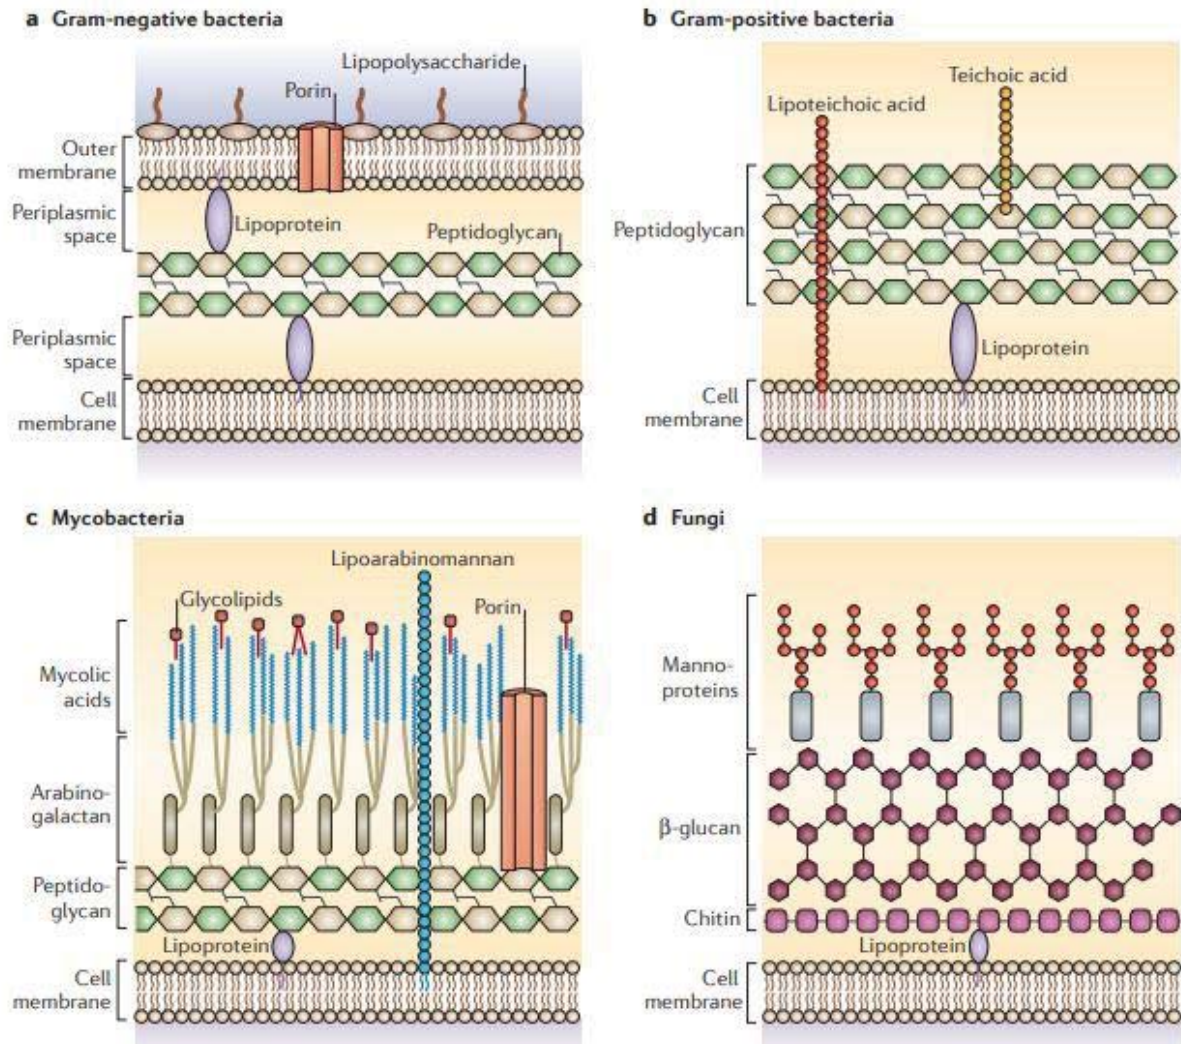 a Gram-negative bacteria
Lipopolysaccharide
Porin
Outer
membrane
Periplasmic
space
Lipoprotein
Peptidoglycan
Periplasmic
space
Cell
membrane
b Gram-positive bacteria
Teichoic acid
Lipoteichoic acid
Peptidoglycan
Lipoprotein
Cell
membrane
c Mycobacteria
Lipoarabinomannan
Glycolipids
Porin
Mycolic
acids
Arabino-
galactan
Peptido-
glycan
Lipoprotein
Cell
membrane
d Fungi
Manno-
proteins
β-glucan
Chitin
Lipoprotein
Cell
membrane